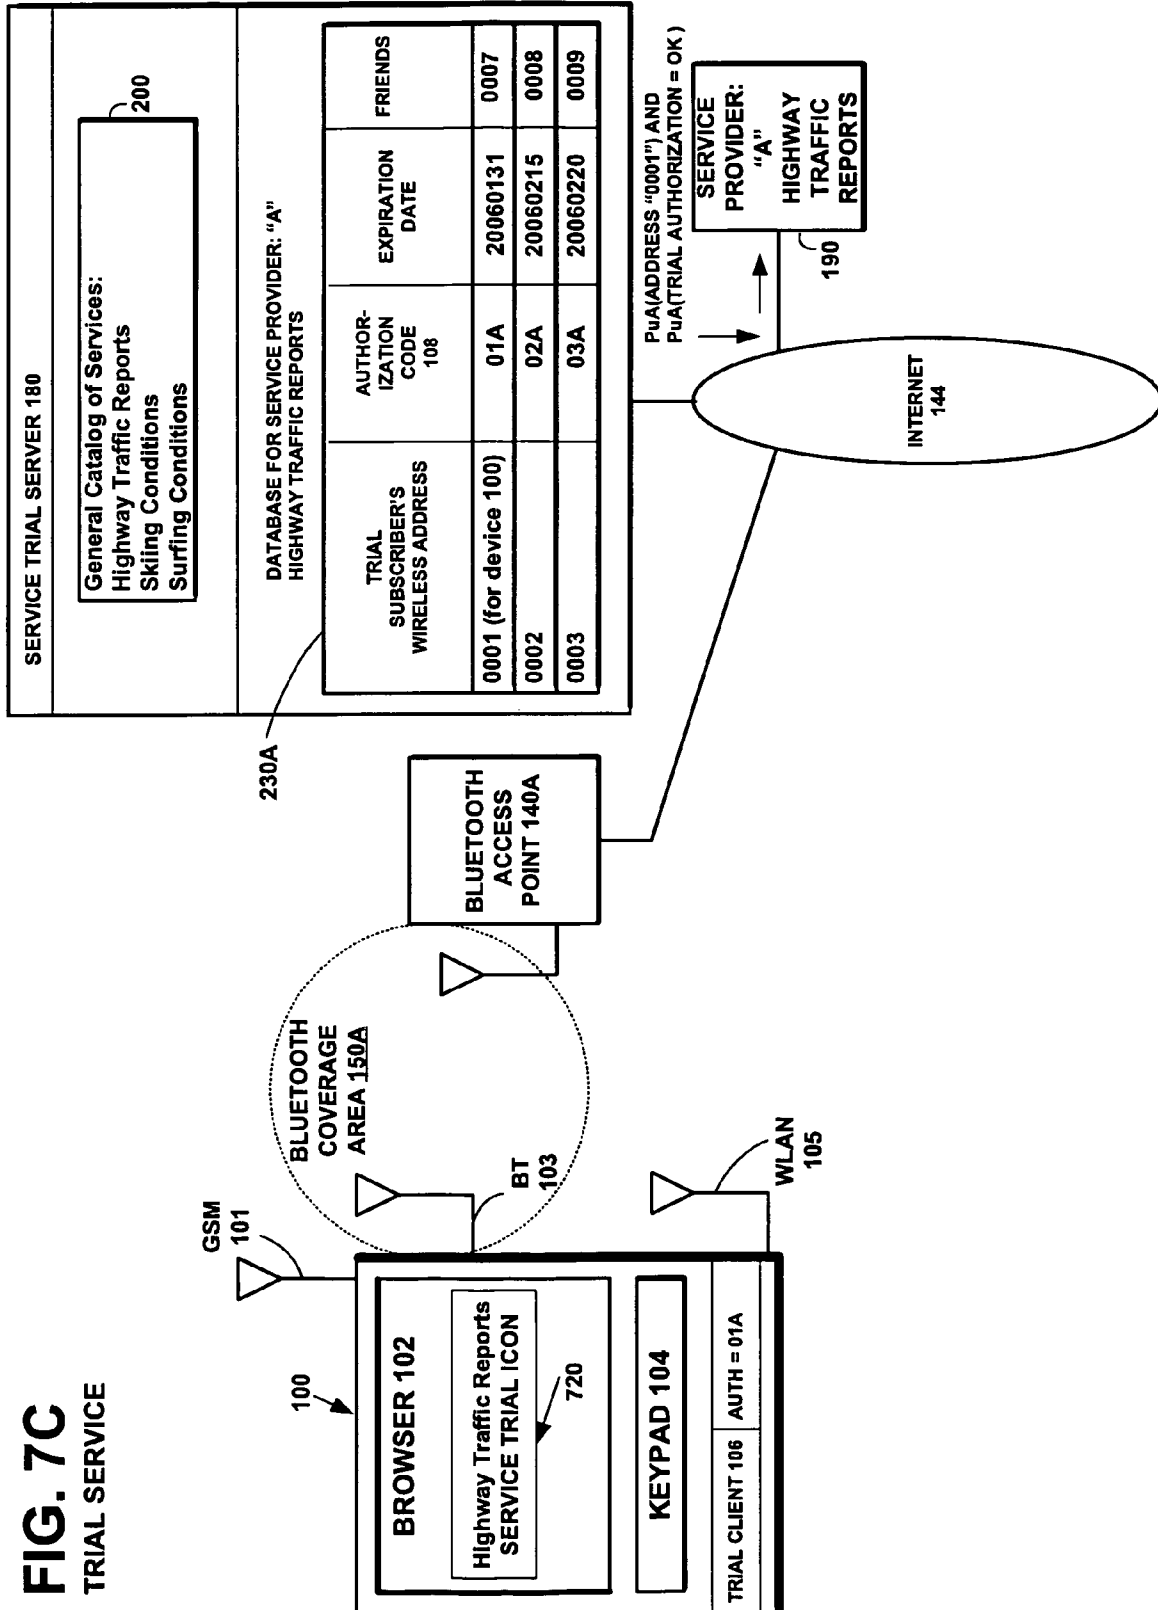 FIG. 7C
TRIAL SERVICE
100
BROWSER 102
Highway Traffic Reports
SERVICE TRIAL ICON
720
KEYPAD 104
TRIAL CLIENT 106
AUTH = 01A
GSM
101
BT
103
WLAN
105
BLUETOOTH
COVERAGE
AREA 150A
BLUETOOTH
ACCESS
POINT 140A
230A
SERVICE TRIAL SERVER 180
200
General Catalog of Services:
Highway Traffic Reports
Skiing Conditions
Surfing Conditions
DATABASE FOR SERVICE PROVIDER: “A”
HIGHWAY TRAFFIC REPORTS
TRIAL
SUBSCRIBER'S
WIRELESS ADDRESS
AUTHOR-
IZATION
CODE
108
EXPIRATION
DATE
FRIENDS
0001 (for device 100) 01A 20060131 0007
0002 02A 20060215 0008
0003 03A 20060220 0009
PuA(ADDRESS “0001”) AND
PuA(TRIAL AUTHORIZATION = OK )
SERVICE
PROVIDER:
“A”
HIGHWAY
TRAFFIC
REPORTS
190
INTERNET
144